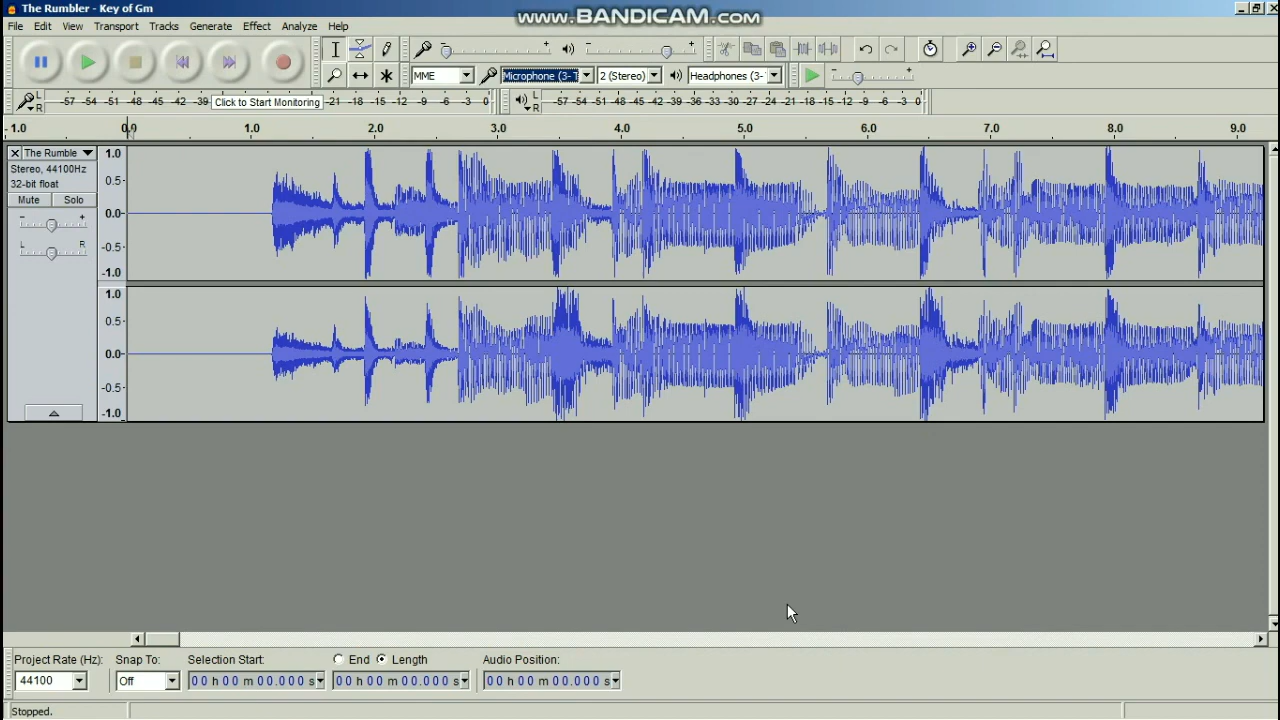 The Rumbler - Key of Gm
www.BANDICAM.com
File Edit View Transport Tracks Generate Effect Analyze Help
MME Microphone (3- T 2 (Stereo) Headphones (3-
L R -57 -54 -51 -48 -45 -42 -39 Click to Start Monitoring -21 -18 -15 -12 -9 -6 -3 0 L R -57 -54 -51 -48 -45 -42 -39 -36 -33 -30 -27 -24 -21 -18 -15 -12 -9 -6 -3 0
-1.0 0.0 1.0 2.0 3.0 4.0 5.0 6.0 7.0 8.0 9.0
The Rumble 1.0
Stereo, 44100Hz
32-bit float 0.5
Mute Solo
- + 0.0
L R -0.5
-1.0
1.0
0.5
0.0
-0.5
-1.0
Project Rate (Hz): Snap To: Selection Start: End Length Audio Position:
44100 Off 00 h 00 m 00.000 s 00 h 00 m 00.000 s 00 h 00 m 00.000 s
Stopped.